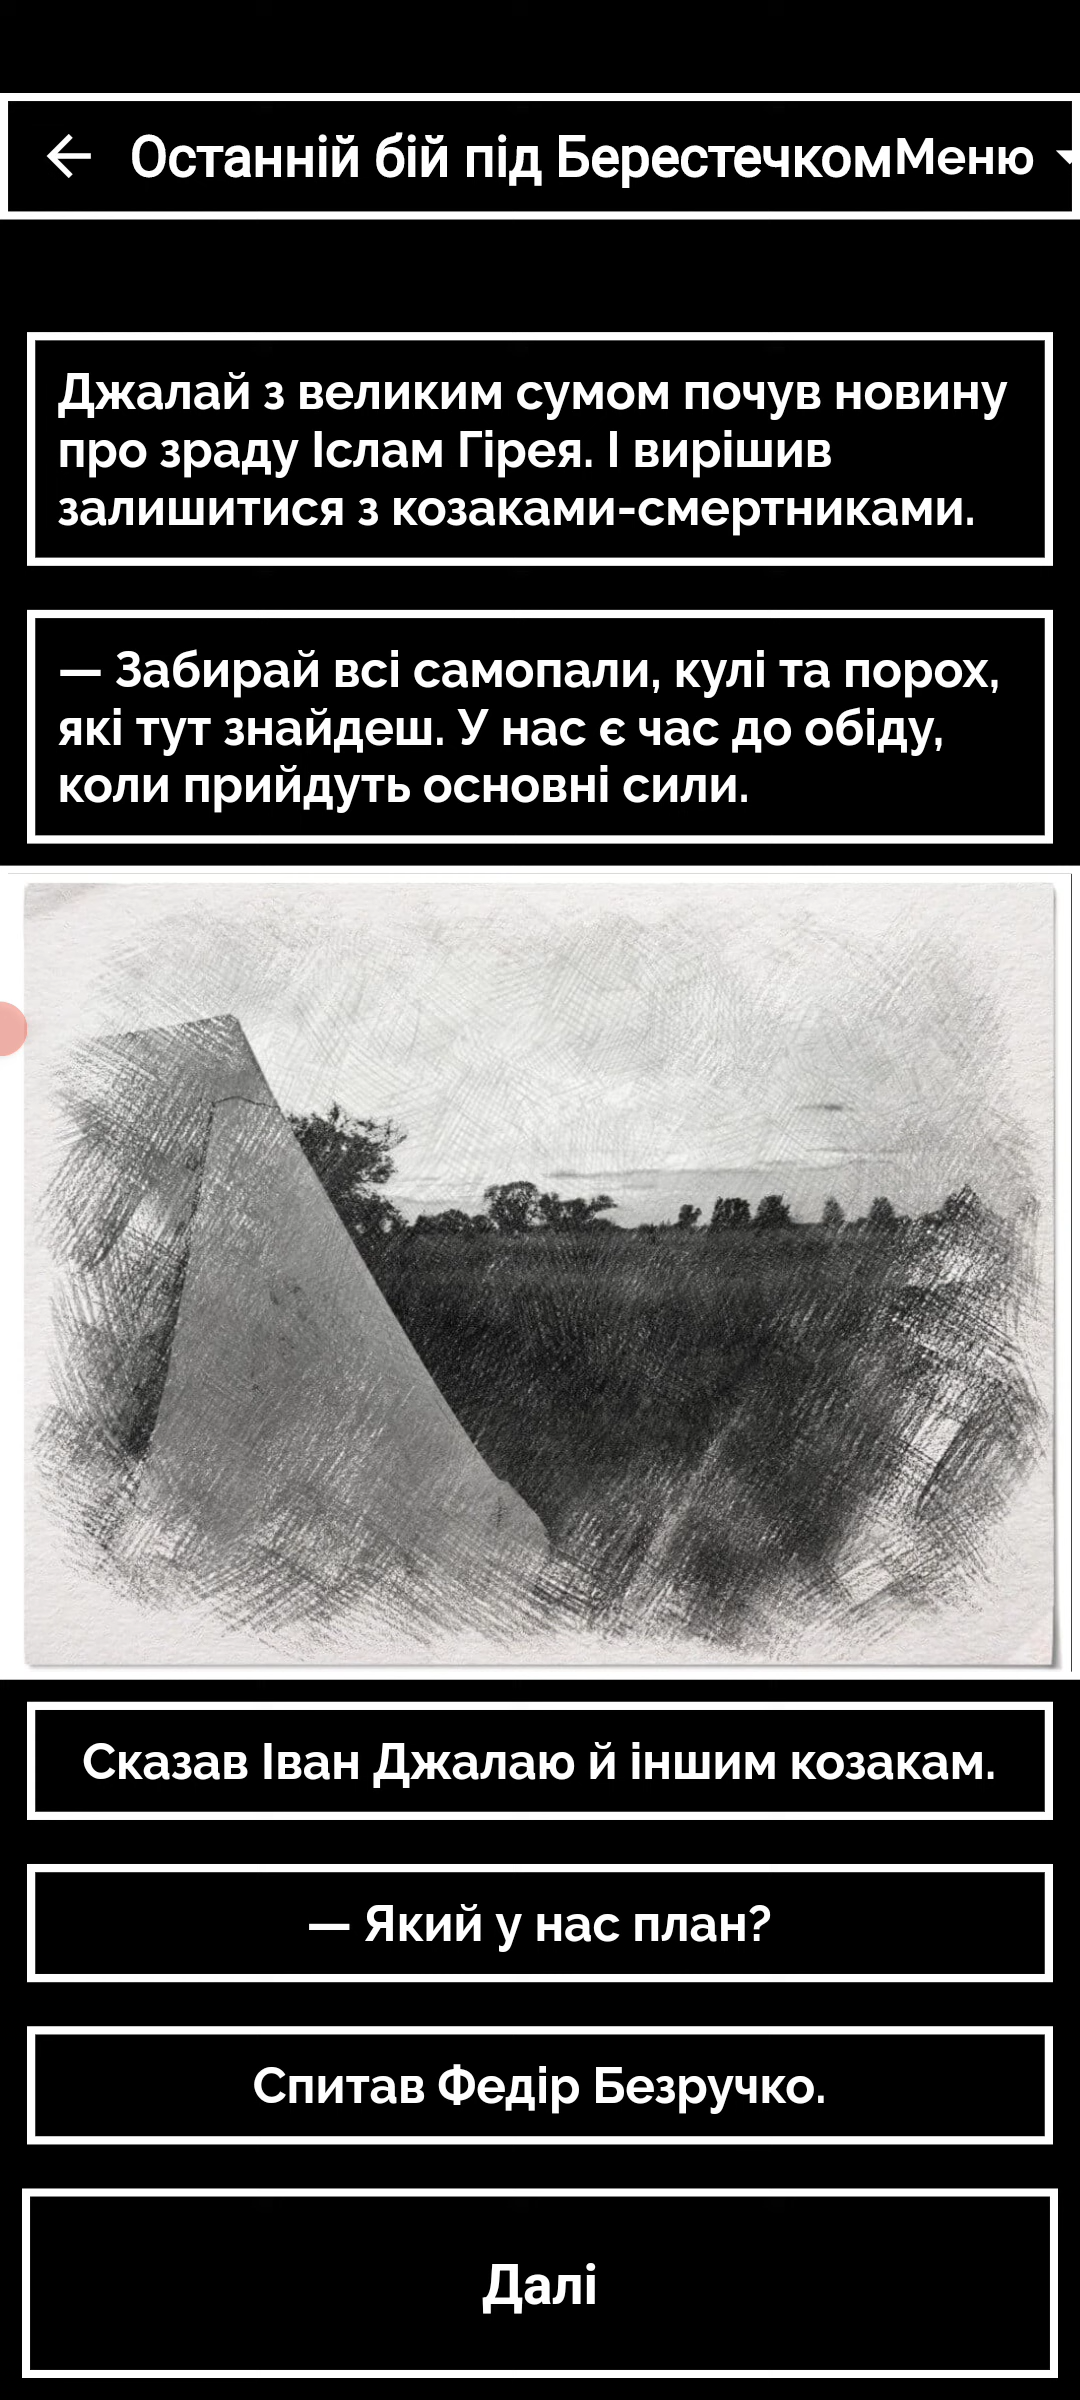 Останній бій під Берестечком Меню
Джалай з великим сумом почув новину
про зраду Іслам Гірея. І вирішив
залишитися з козаками-смертниками.
— Забирай всі самопали, кулі та порох,
які тут знайдеш. У нас є час до обіду,
коли прийдуть основні сили.
Сказав Іван Джалаю й іншим козакам.
— Який у нас план?
Спитав Федір Безручко.
Далі